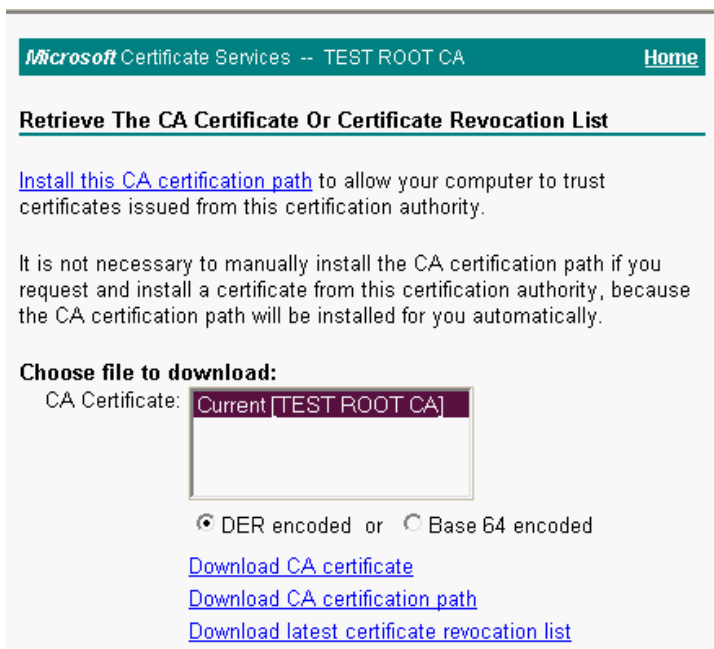 Microsoft Certificate Services -- TEST ROOT CA Home
Retrieve The CA Certificate Or Certificate Revocation List
Install this CA certification path to allow your computer to trust
certificates issued from this certification authority.
It is not necessary to manually install the CA certification path if you
request and install a certificate from this certification authority, because
the CA certification path will be installed for you automatically.
Choose file to download:
CA Certificate: Current [TEST ROOT CA]
DER encoded or Base 64 encoded
Download CA certificate
Download CA certification path
Download latest certificate revocation list